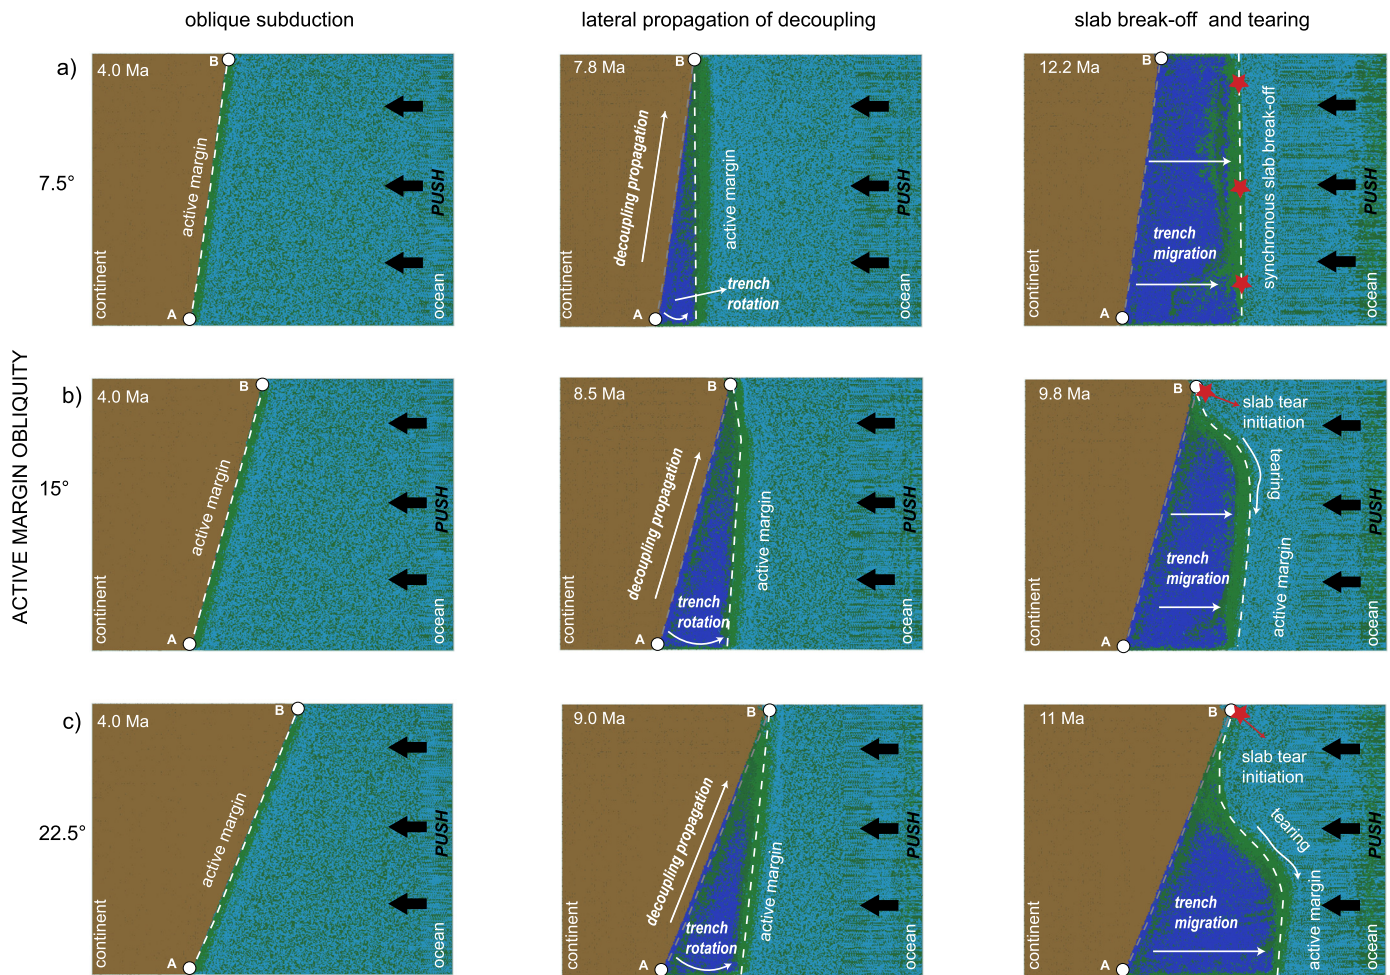 oblique subduction
lateral propagation of decoupling
slab break-off and tearing
ACTIVE MARGIN OBLIQUITY
a)
7.5°
4.0 Ma
B
active margin
A
continent
ocean
PUSH
7.8 Ma
B
decoupling propagation
active margin
trench
rotation
A
continent
ocean
PUSH
12.2 Ma
B
synchronous slab break-off
trench
migration
A
continent
ocean
PUSH
b)
15°
4.0 Ma
B
active margin
A
continent
ocean
PUSH
8.5 Ma
B
decoupling propagation
active margin
trench
rotation
A
continent
ocean
PUSH
9.8 Ma
B
slab tear
initiation
tearing
trench
migration
active margin
A
continent
ocean
PUSH
c)
22.5°
4.0 Ma
B
active margin
A
continent
ocean
PUSH
9.0 Ma
B
decoupling propagation
active margin
trench
rotation
A
continent
ocean
PUSH
11 Ma
B
slab tear
initiation
tearing
trench
migration
active margin
A
continent
ocean
PUSH